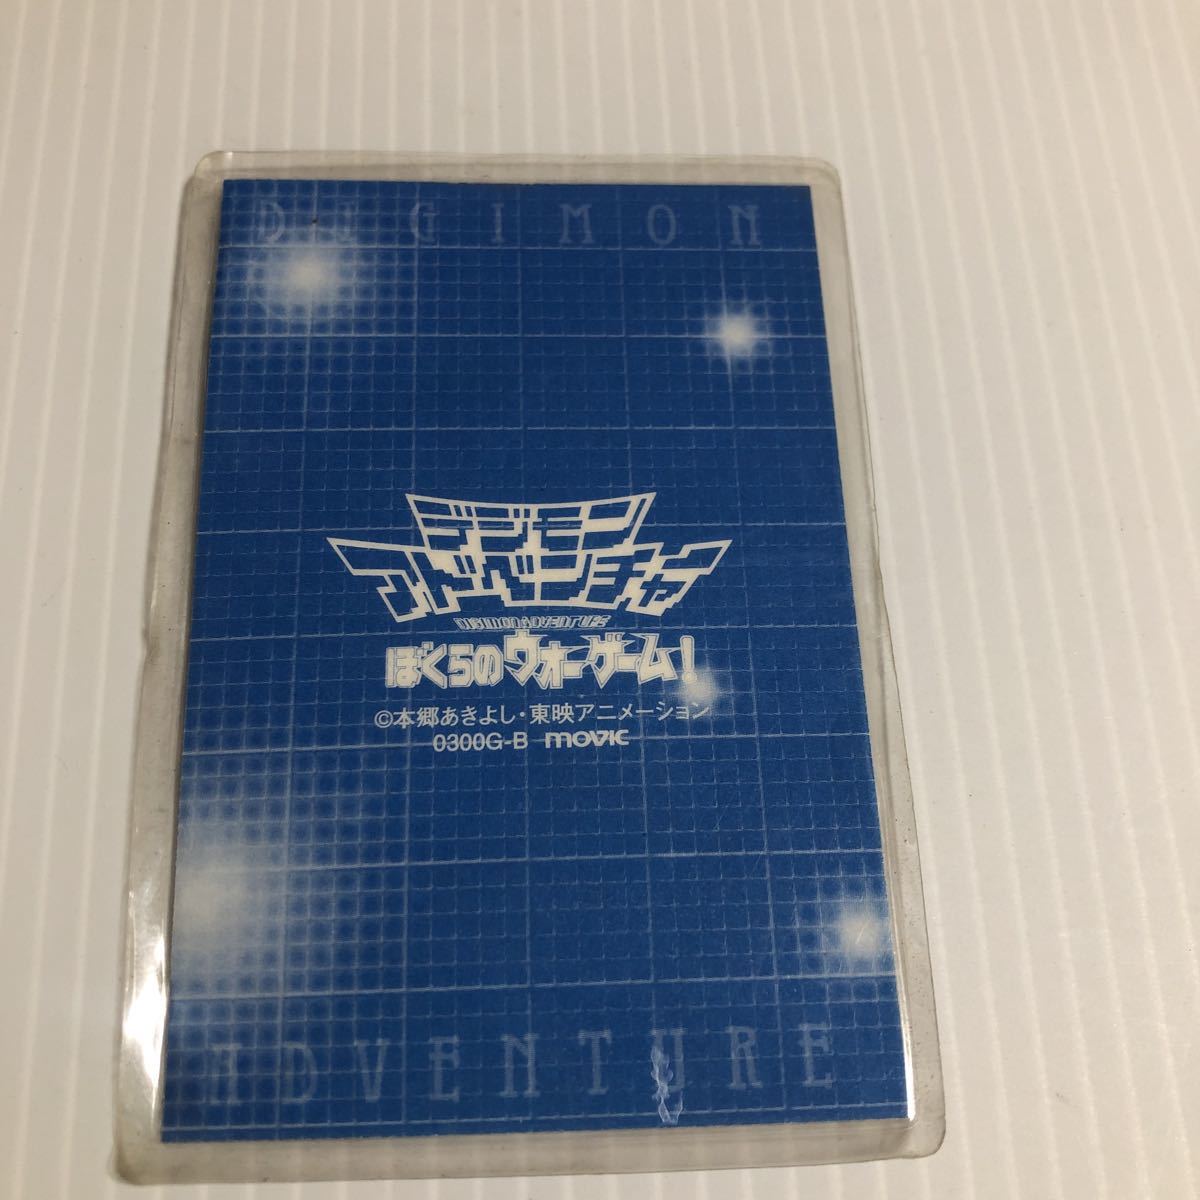 DIGIMON
デジモン
アドベンチャー
DIGIMON ADVENTURE
ぼくらのウォーゲーム!
©本郷あきよし・東映アニメーション
0300G-B movic
ADVENTURE